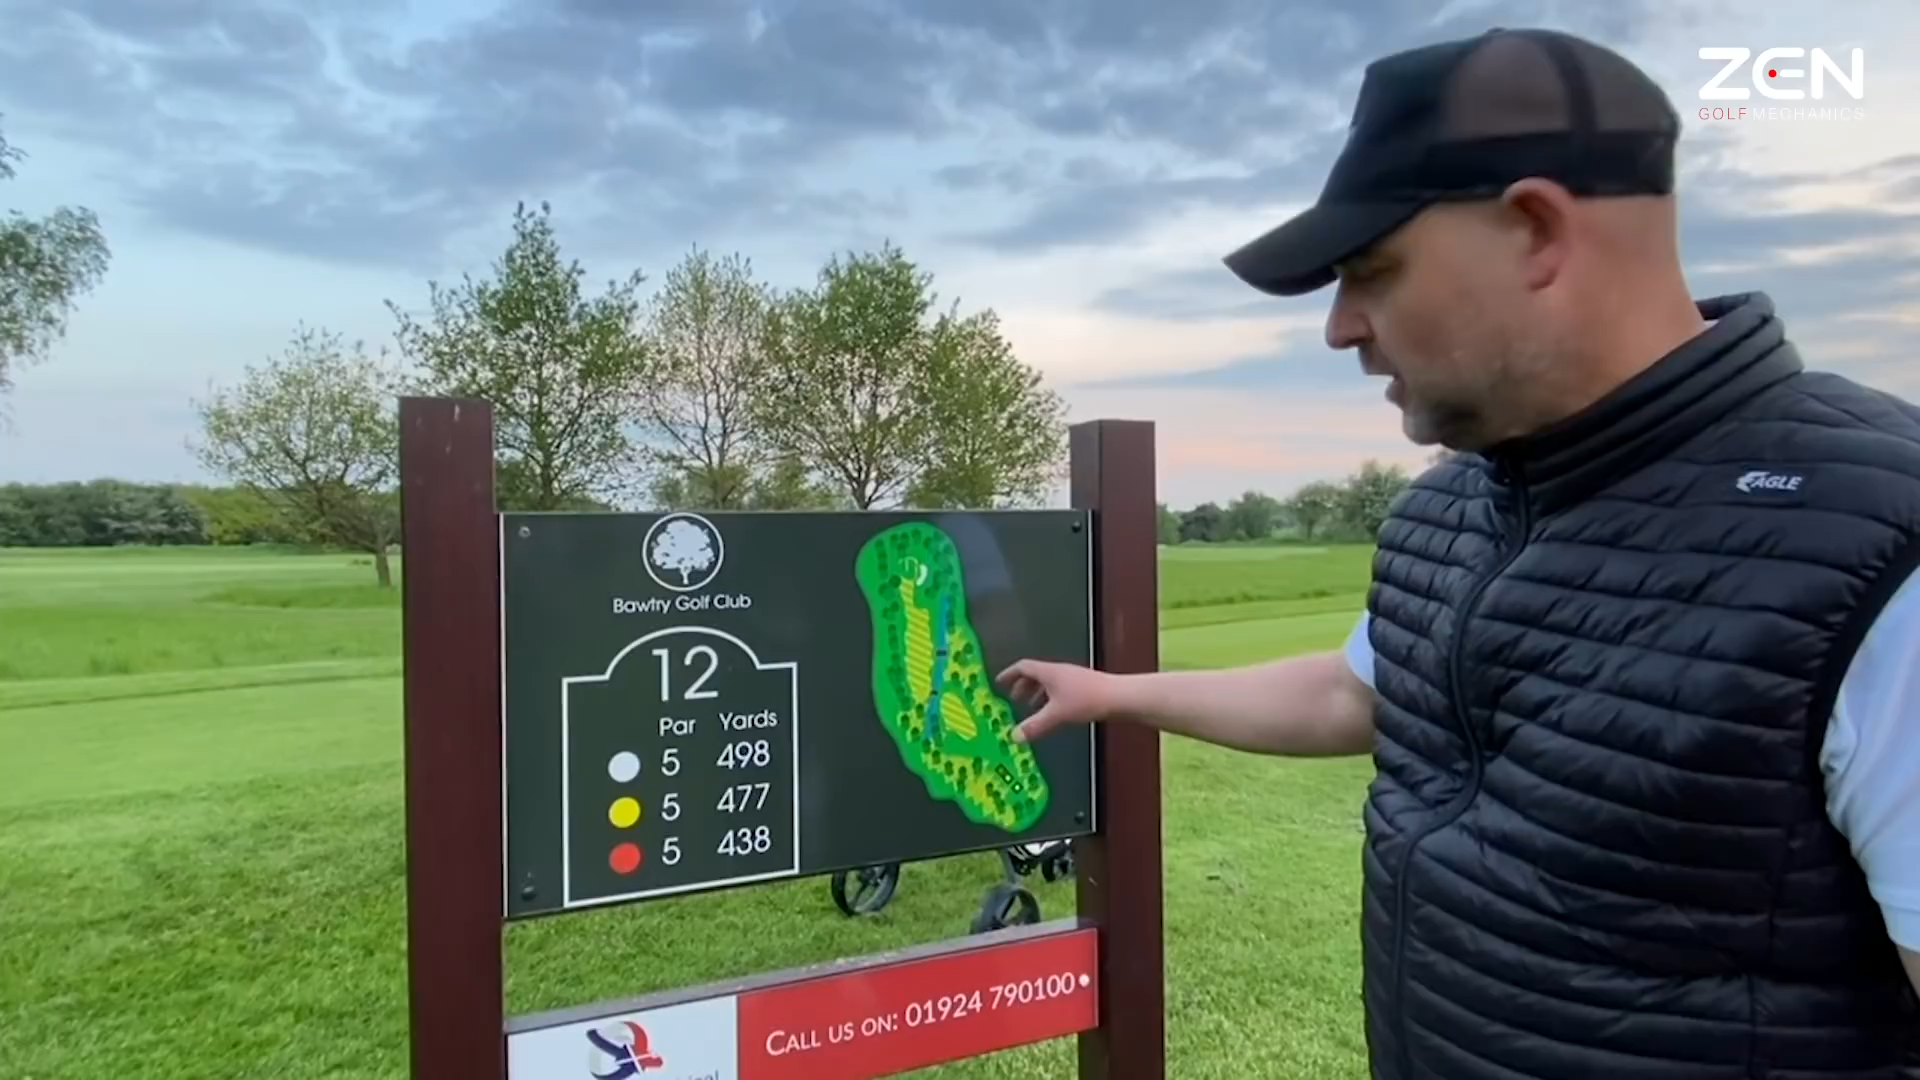 ZEN
GOLF MECHANICS
EAGLE
Bawtry Golf Club
12
Par Yards
5 498
5 477
5 438
CALL US ON: 01924 790100